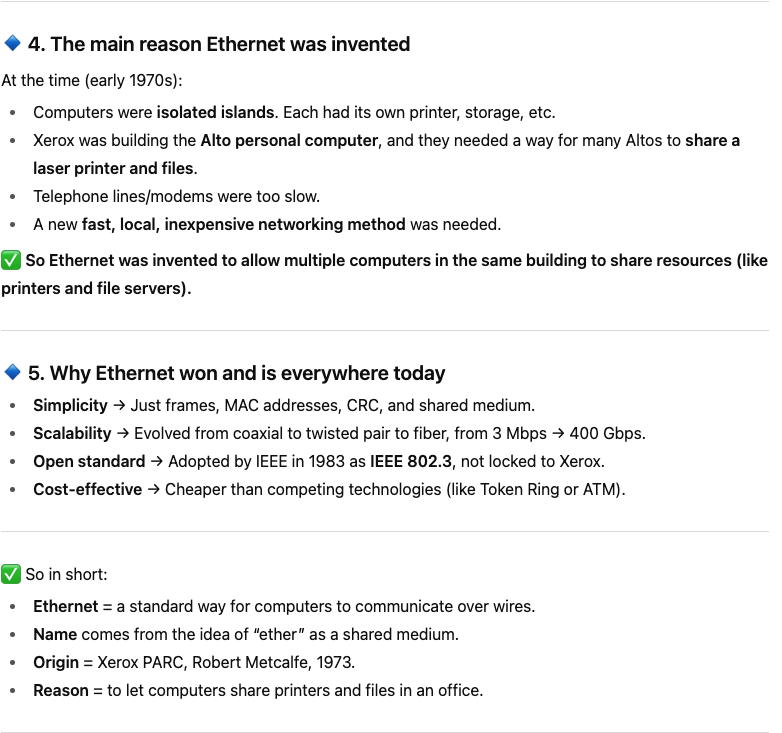 🔹 4. The main reason Ethernet was invented
At the time (early 1970s):
• Computers were isolated islands. Each had its own printer, storage, etc.
• Xerox was building the Alto personal computer, and they needed a way for many Altos to share a
laser printer and files.
• Telephone lines/modems were too slow.
• A new fast, local, inexpensive networking method was needed.
✅ So Ethernet was invented to allow multiple computers in the same building to share resources (like
printers and file servers).
🔹 5. Why Ethernet won and is everywhere today
• Simplicity → Just frames, MAC addresses, CRC, and shared medium.
• Scalability → Evolved from coaxial to twisted pair to fiber, from 3 Mbps → 400 Gbps.
• Open standard → Adopted by IEEE in 1983 as IEEE 802.3, not locked to Xerox.
• Cost-effective → Cheaper than competing technologies (like Token Ring or ATM).
✅ So in short:
• Ethernet = a standard way for computers to communicate over wires.
• Name comes from the idea of “ether” as a shared medium.
• Origin = Xerox PARC, Robert Metcalfe, 1973.
• Reason = to let computers share printers and files in an office.